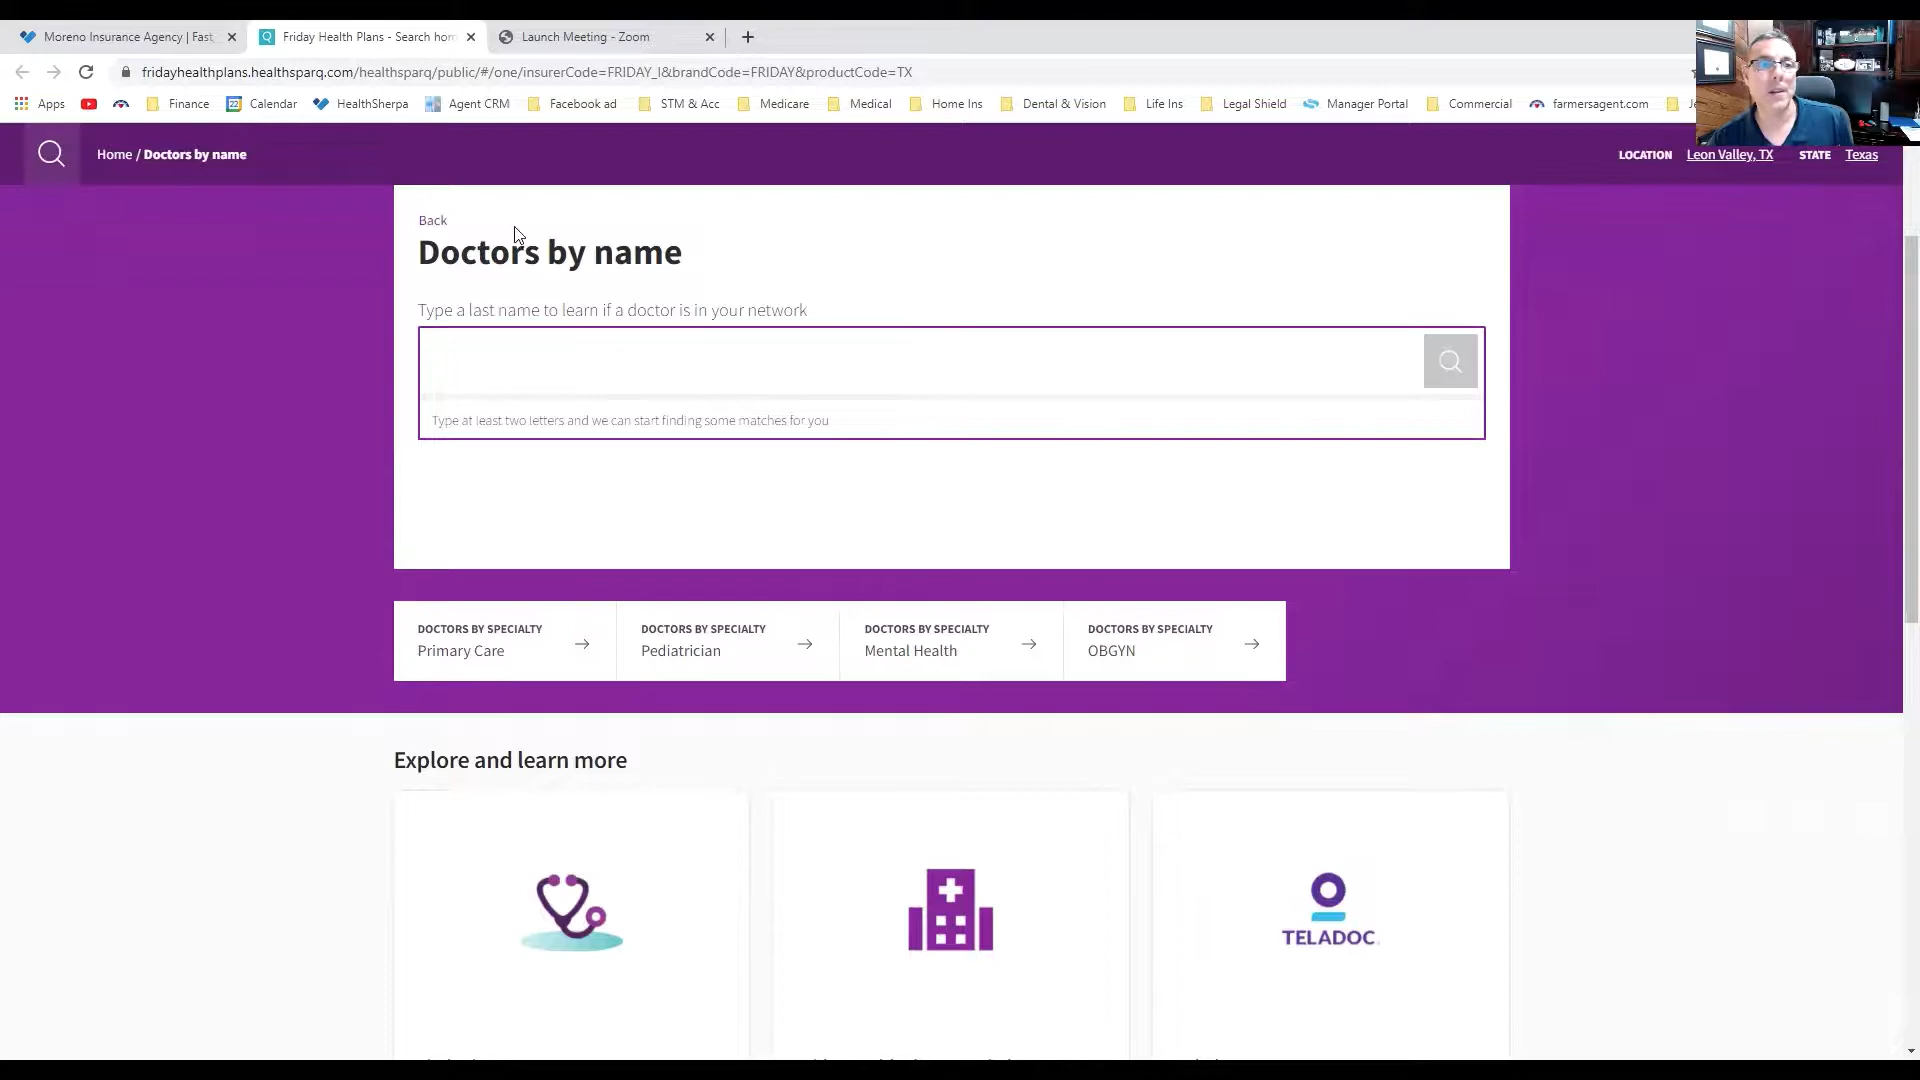 Moreno Insurance Agency | Fast,
Friday Health Plans - Search hom
Launch Meeting - Zoom
fridayhealthplans.healthsparq.com/healthsparq/public/#/one/insurerCode=FRIDAY_I&brandCode=FRIDAY&productCode=TX
Apps Finance 22 Calendar HealthSherpa Agent CRM Facebook ad STM & Acc Medicare Medical Home Ins Dental & Vision Life Ins Legal Shield Manager Portal Commercial farmersagent.com
Home / Doctors by name
LOCATION Leon Valley, TX STATE Texas
Back
Doctors by name
Type a last name to learn if a doctor is in your network
Type at least two letters and we can start finding some matches for you
DOCTORS BY SPECIALTY
Primary Care
DOCTORS BY SPECIALTY
Pediatrician
DOCTORS BY SPECIALTY
Mental Health
DOCTORS BY SPECIALTY
OBGYN
Explore and learn more
TELADOC